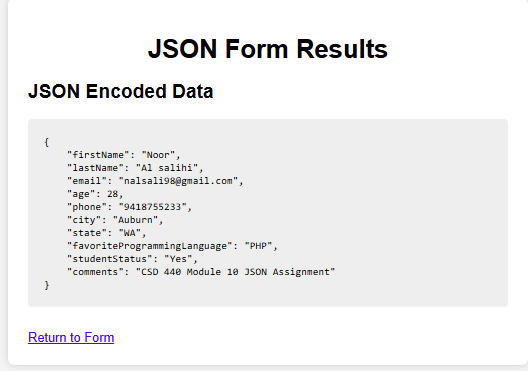 JSON Form Results
JSON Encoded Data
{
    "firstName": "Noor",
    "lastName": "Al salihi",
    "email": "nalsali98@gmail.com",
    "age": 28,
    "phone": "9418755233",
    "city": "Auburn",
    "state": "WA",
    "favoriteProgrammingLanguage": "PHP",
    "studentStatus": "Yes",
    "comments": "CSD 440 Module 10 JSON Assignment"
}
Return to Form